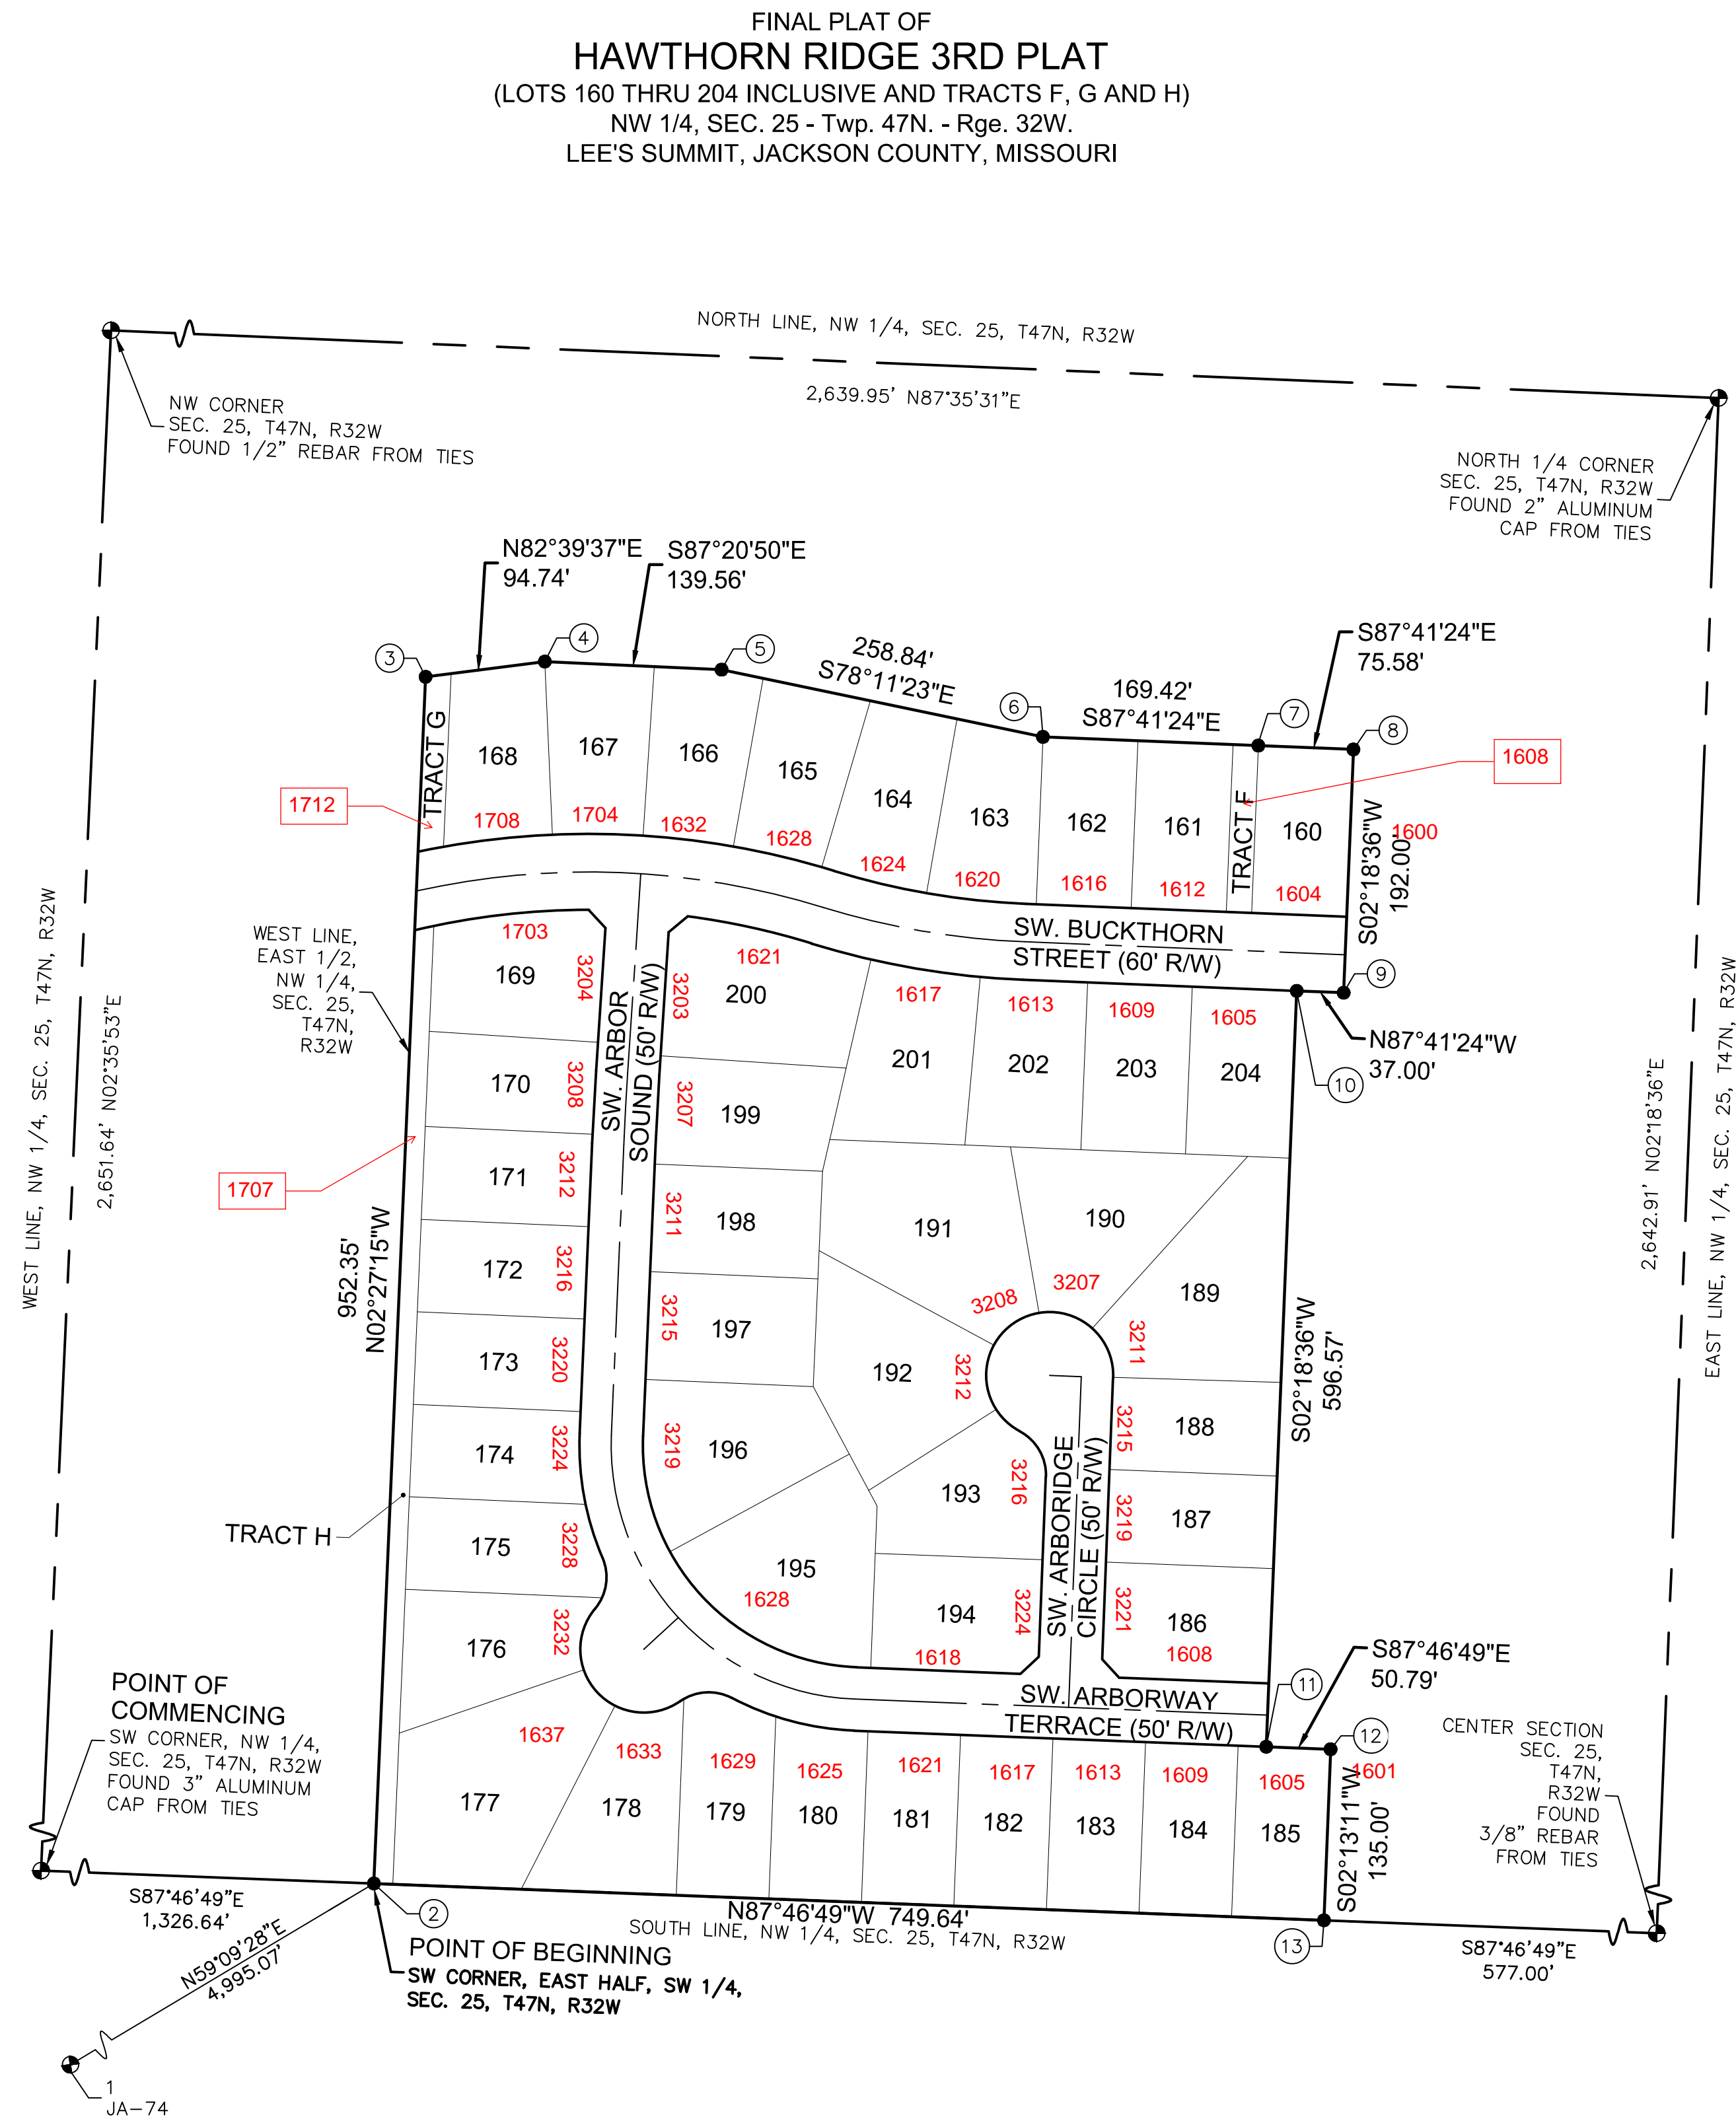 FINAL PLAT OF
HAWTHORN RIDGE 3RD PLAT
(LOTS 160 THRU 204 INCLUSIVE AND TRACTS F, G AND H)
NW 1/4, SEC. 25 - Twp. 47N. - Rge. 32W.
LEE'S SUMMIT, JACKSON COUNTY, MISSOURI
NORTH LINE, NW 1/4, SEC. 25, T47N, R32W
2,639.95' N87°35'31"E
NW CORNER
SEC. 25, T47N, R32W
FOUND 1/2" REBAR FROM TIES
NORTH 1/4 CORNER
SEC. 25, T47N, R32W
FOUND 2" ALUMINUM
CAP FROM TIES
N82°39'37"E
94.74'
S87°20'50"E
139.56'
258.84'
S78°11'23"E
169.42'
S87°41'24"E
S87°41'24"E
75.58'
3
4
5
6
7
8
TRACT G
168
167
166
165
164
163
162
161
TRACT F
160
1712
1708
1704
1632
1628
1624
1620
1616
1612
1604
1608
1600
S02°18'36"W
192.00'
SW. BUCKTHORN
STREET (60' R/W)
9
N87°41'24"W
37.00'
10
WEST LINE,
EAST 1/2,
NW 1/4,
SEC. 25,
T47N,
R32W
WEST LINE, NW 1/4, SEC. 25, T47N, R32W
2,651.64' N02°35'53"E
1707
952.35'
N02°27'15"W
TRACT H
1703
169
3204
170
3208
171
3212
172
3216
173
3220
174
3224
175
3228
176
3232
SW. ARBOR
SOUND (50' R/W)
1621
200
3203
199
3207
198
3211
197
3215
196
3219
195
1628
1617
201
1613
202
1609
203
1605
204
191
3208
190
3207
189
3211
192
3212
188
3215
193
3216
187
3219
194
3224
1618
186
3221
1608
SW. ARBORIDGE
CIRCLE (50' R/W)
S02°18'36"W
596.57'
2,642.91' N02°18'36"E
EAST LINE, NW 1/4, SEC. 25, T47N, R32W
SW. ARBORWAY
TERRACE (50' R/W)
S87°46'49"E
50.79'
11
12
1637
177
1633
178
1629
179
1625
180
1621
181
1617
182
1613
183
1609
184
1605
185
1601
S02°13'11"W
135.00'
CENTER SECTION
SEC. 25,
T47N,
R32W
FOUND
3/8" REBAR
FROM TIES
POINT OF
COMMENCING
SW CORNER, NW 1/4,
SEC. 25, T47N, R32W
FOUND 3" ALUMINUM
CAP FROM TIES
S87°46'49"E
1,326.64'
2
N87°46'49"W 749.64'
SOUTH LINE, NW 1/4, SEC. 25, T47N, R32W
13
S87°46'49"E
577.00'
POINT OF BEGINNING
SW CORNER, EAST HALF, SW 1/4,
SEC. 25, T47N, R32W
N59°09'28"E
4,995.07'
1
JA-74